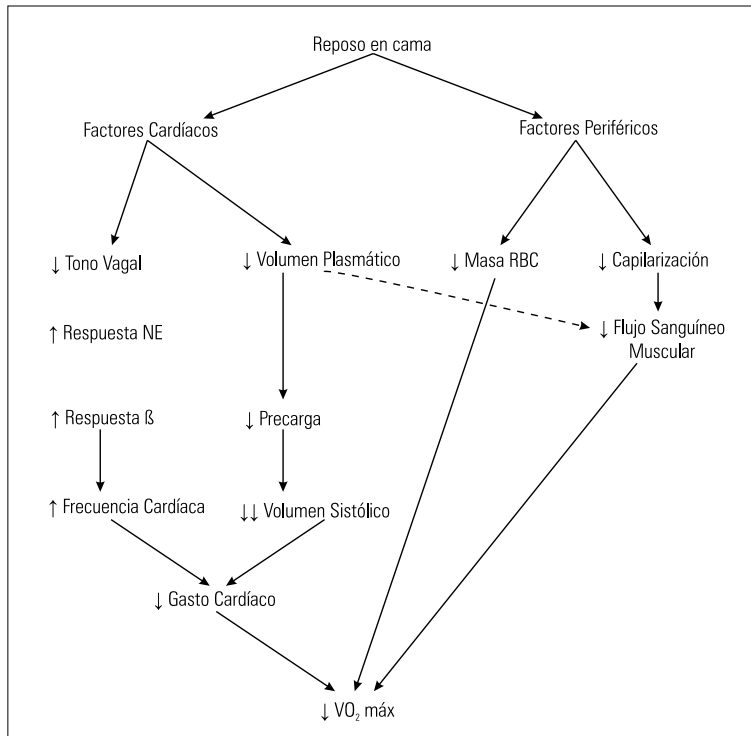 Reposo en cama
Factores Cardíacos
Factores Periféricos
↓ Tono Vagal
↓ Volumen Plasmático
↓ Masa RBC
↓ Capilarización
↑ Respuesta NE
↓ Flujo Sanguíneo
Muscular
↑ Respuesta ß
↓ Precarga
↑ Frecuencia Cardíaca
↓↓ Volumen Sistólico
↓ Gasto Cardíaco
↓ VO₂ máx